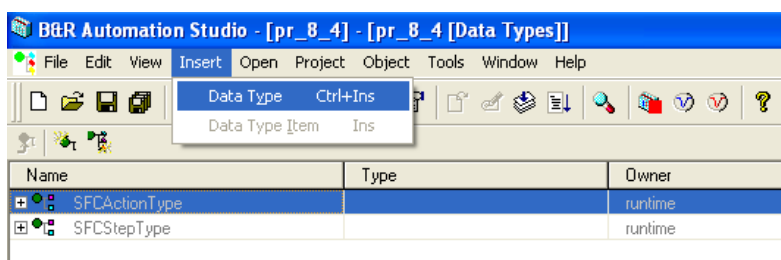 B&R Automation Studio - [pr_8_4] - [pr_8_4 [Data Types]]
File Edit View Insert Open Project Object Tools Window Help
Data Type Ctrl+Ins
Data Type Item Ins
Name Type Owner
SFCActionType runtime
SFCStepType runtime